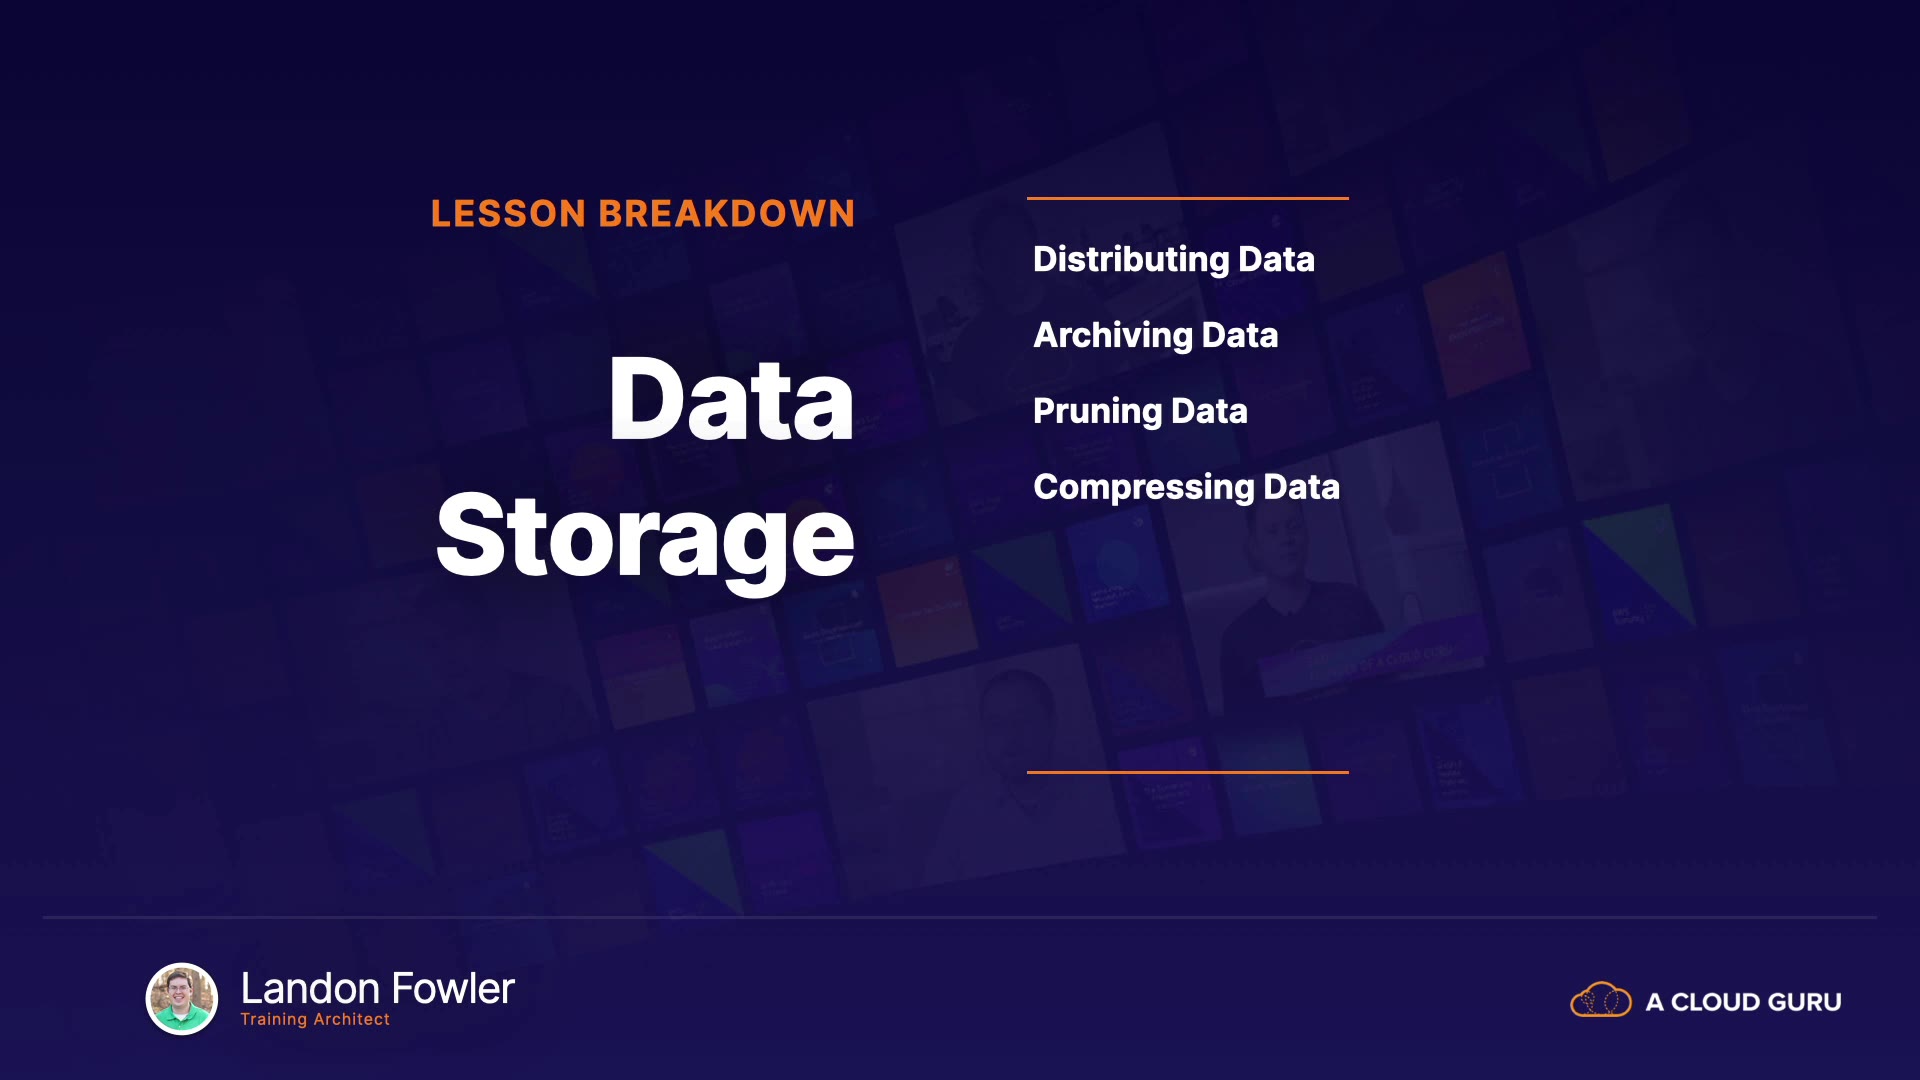 LESSON BREAKDOWN
Data
Storage
Distributing Data
Archiving Data
Pruning Data
Compressing Data
Landon Fowler
Training Architect
A CLOUD GURU